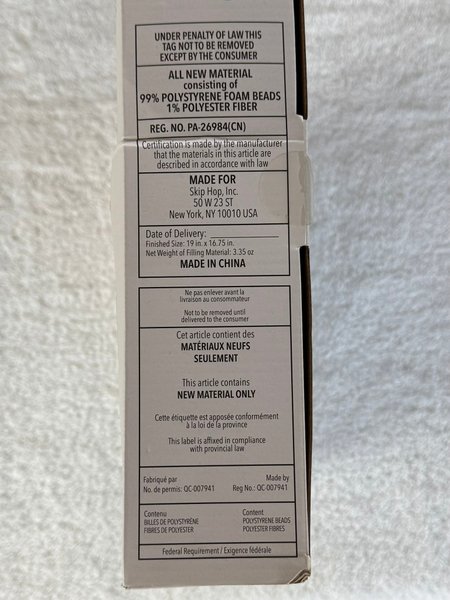 UNDER PENALTY OF LAW THIS
TAG NOT TO BE REMOVED
EXCEPT BY THE CONSUMER
ALL NEW MATERIAL
consisting of
99% POLYSTYRENE FOAM BEADS
1% POLYESTER FIBER
REG. NO. PA-26984(CN)
Certification is made by the manufacturer
that the materials in this article are
described in accordance with law
MADE FOR
Skip Hop, Inc.
50 W 23 ST
New York, NY 10010 USA
Date of Delivery:
Finished Size: 19 in. x 16.75 in.
Net Weight of Filling Material: 3.35 oz
MADE IN CHINA
Ne pas enlever avant la
livraison au consommateur
Not to be removed until
delivered to the consumer
Cet article contient des
MATÉRIAUX NEUFS
SEULEMENT
This article contains
NEW MATERIAL ONLY
Cette étiquette est apposée conformément
à la loi de la province
This label is affixed in compliance
with provincial law
Fabriqué par Made by
No. de permis: QC-007941 Reg No.: QC-007941
Contenu Content
BILLES DE POLYSTYRÈNE POLYSTYRENE BEADS
FIBRES DE POLYESTER POLYESTER FIBRES
Federal Requirement / Exigence fédérale